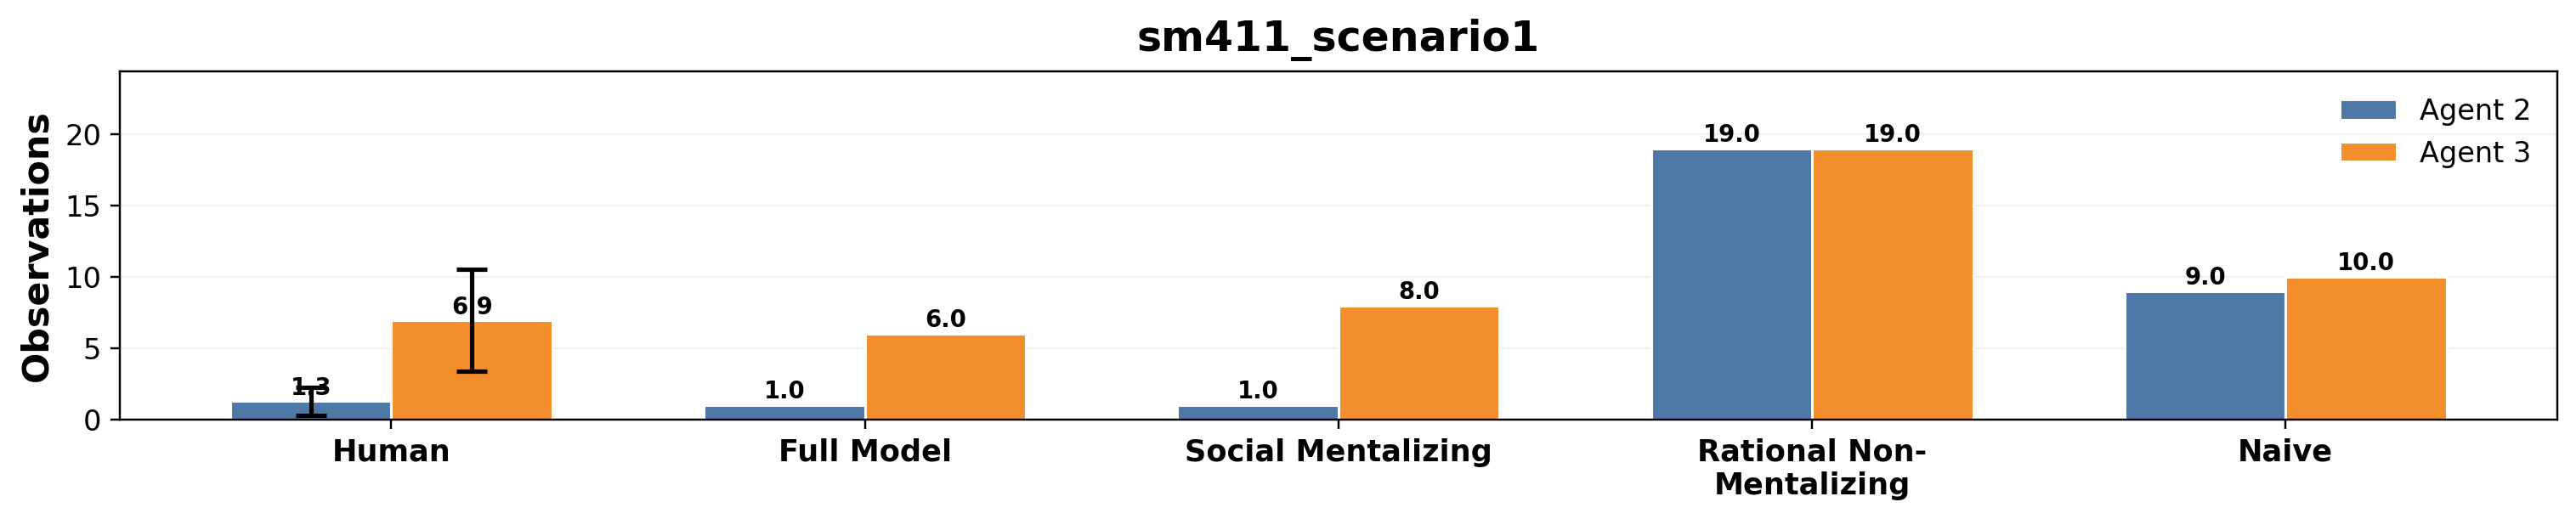 sm411_scenario1
Observations
20
15
10
5
0
Agent 2
Agent 3
1.3
6.9
1.0
6.0
1.0
8.0
19.0
19.0
9.0
10.0
Human
Full Model
Social Mentalizing
Rational Non-
Mentalizing
Naive